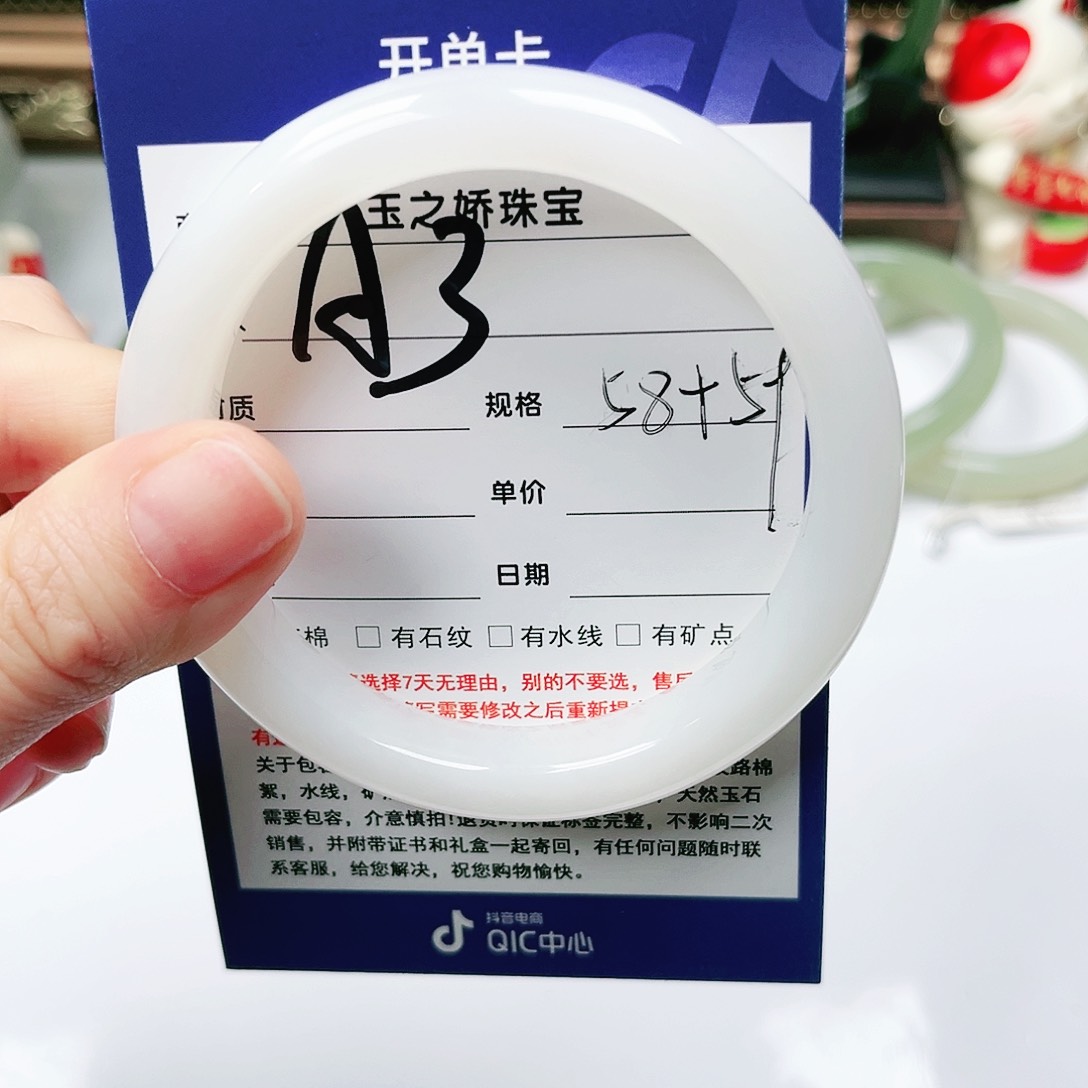 开单卡
玉之娇珠宝
A3
质 规格 58+
单价
日期
棉 □ 有石纹 □ 有水线 □ 有矿点
选择7天无理由，别的不要选，售后
需要修改之后重新
有
关于包 路棉
絮，水线， 天然玉石
需要包容，介意慎拍!退货时保证标签完整，不影响二次
销售，并附带证书和礼盒一起寄回，有任何问题随时联
系客服，给您解决，祝您购物愉快。
抖音电商
QIC中心